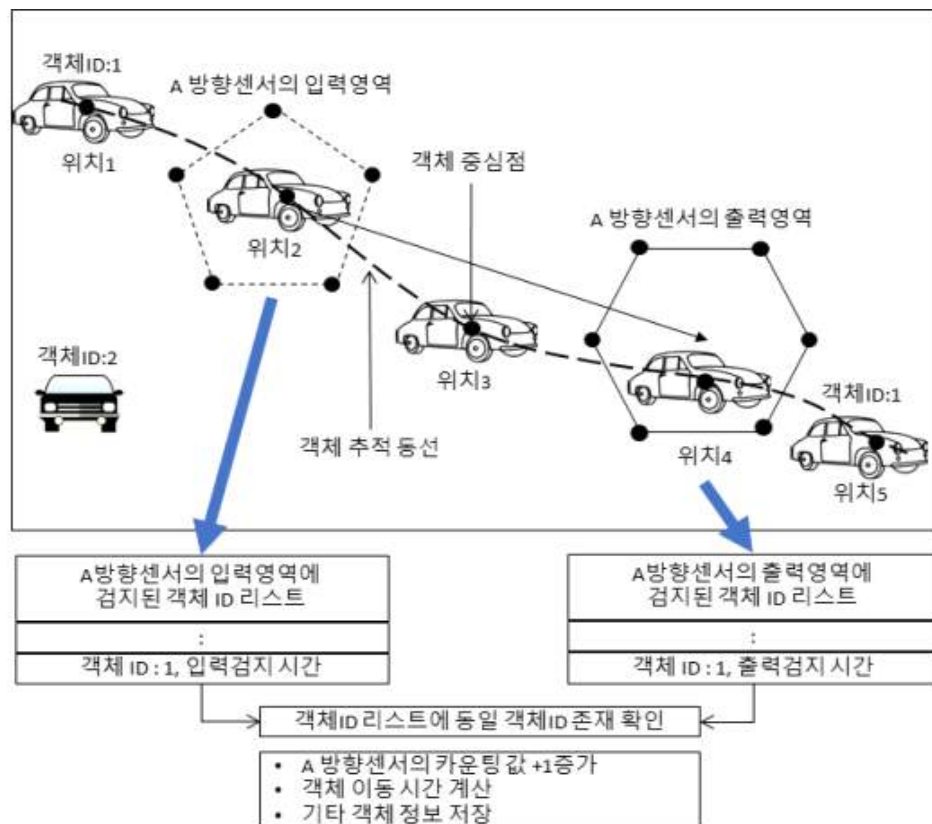 객체ID:1
A 방향센서의 입력영역
위치1
객체 중심점
위치2
A 방향센서의 출력영역
객체ID:2
위치3
객체 추적 동선
객체ID:1
위치4
위치5
A방향센서의 입력영역에
검지된 객체 ID 리스트
:
객체 ID : 1, 입력검지 시간
A방향센서의 출력영역에
검지된 객체 ID 리스트
:
객체 ID : 1, 출력검지 시간
객체ID 리스트에 동일 객체ID 존재 확인
• A 방향센서의 카운팅 값 +1증가
• 객체 이동 시간 계산
• 기타 객체 정보 저장